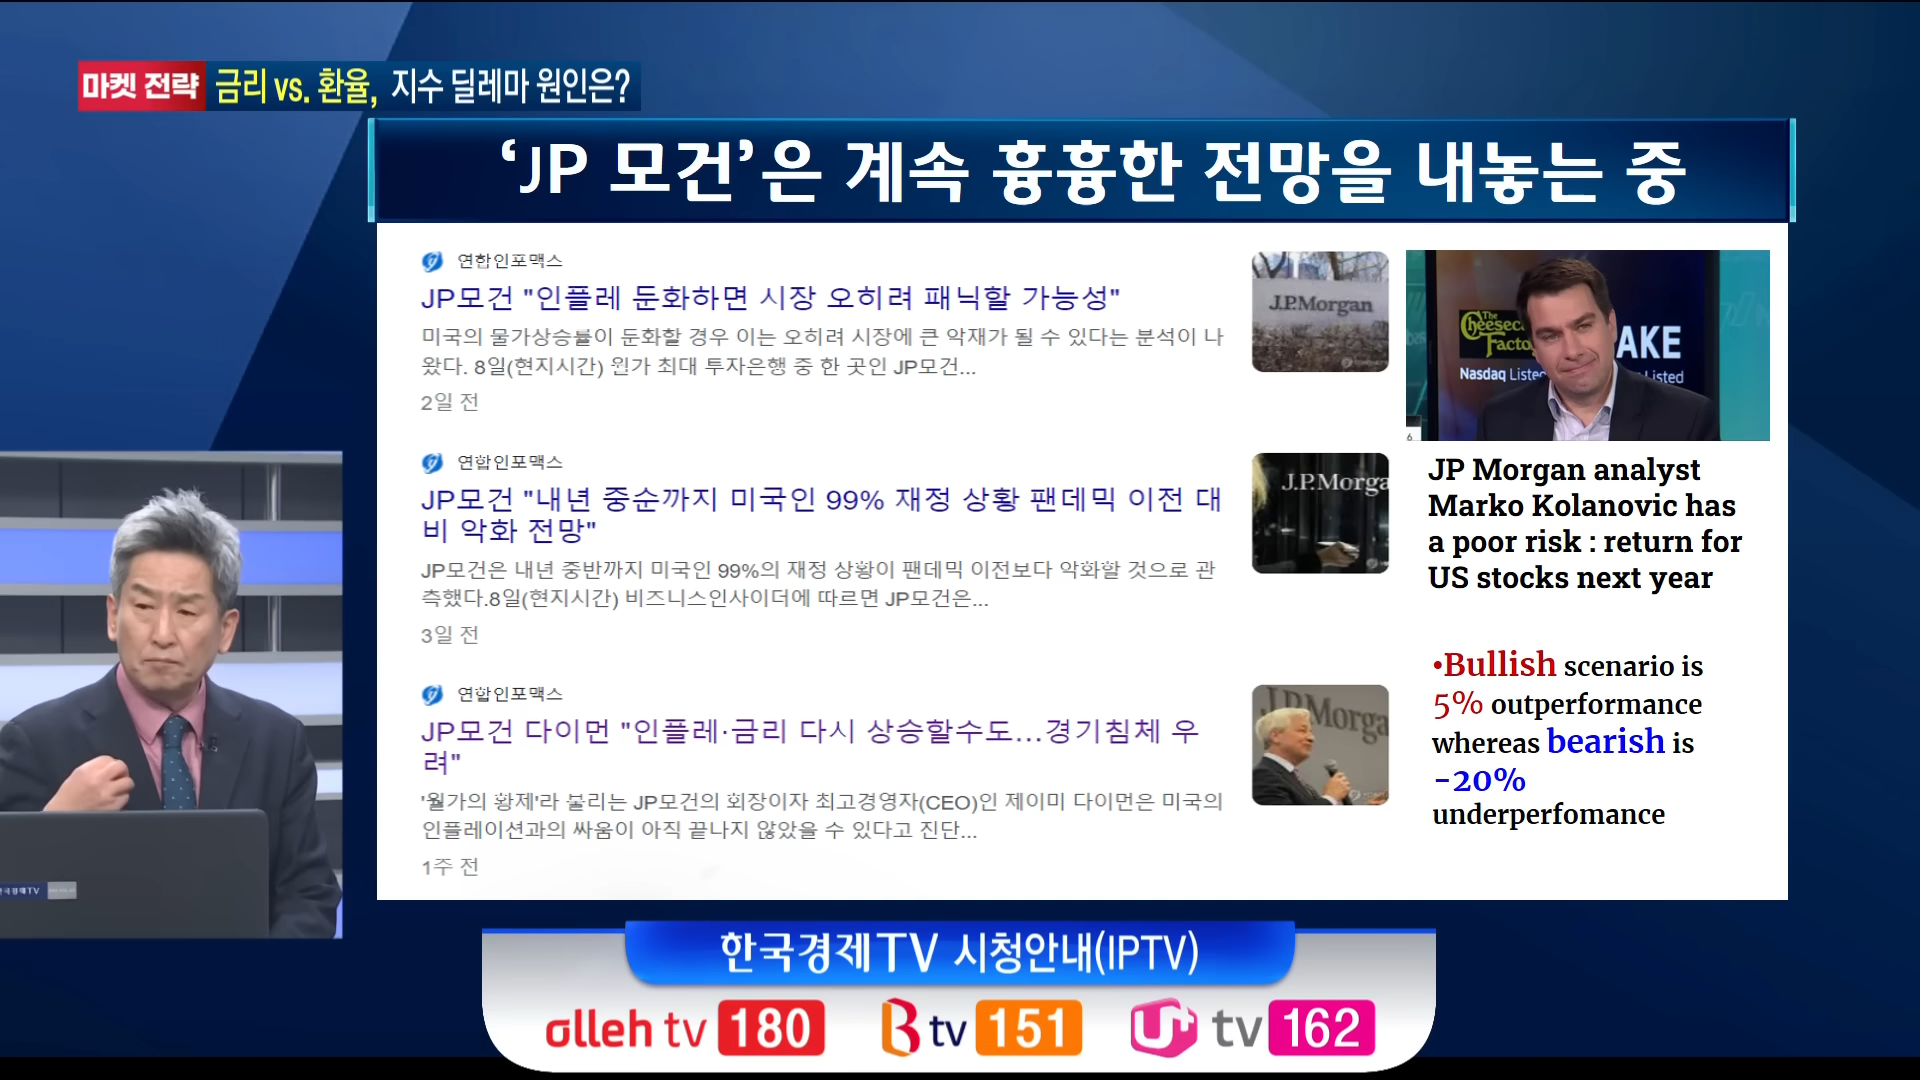 마켓 전략 금리 vs. 환율, 지수 딜레마 원인은?
‘JP 모건’은 계속 흉흉한 전망을 내놓는 중
연합인포맥스
JP모건 "인플레 둔화하면 시장 오히려 패닉할 가능성"
미국의 물가상승률이 둔화할 경우 이는 오히려 시장에 큰 악재가 될 수 있다는 분석이 나
왔다. 8일(현지시간) 월가 최대 투자은행 중 한 곳인 JP모건...
2일 전
J.P.Morgan
연합인포맥스
JP모건 "내년 중순까지 미국인 99% 재정 상황 팬데믹 이전 대
비 악화 전망"
JP모건은 내년 중반까지 미국인 99%의 재정 상황이 팬데믹 이전보다 악화할 것으로 관
측했다.8일(현지시간) 비즈니스인사이더에 따르면 JP모건은...
3일 전
J.P.Morga
연합인포맥스
JP모건 다이먼 "인플레·금리 다시 상승할수도...경기침체 우
려"
'월가의 황제'라 불리는 JP모건의 회장이자 최고경영자(CEO)인 제이미 다이먼은 미국의
인플레이션과의 싸움이 아직 끝나지 않았을 수 있다고 진단...
1주 전
J.P.Morga
The
Cheesec
Facto
AKE
Nasdaq Liste
Listed
6
JP Morgan analyst
Marko Kolanovic has
a poor risk : return for
US stocks next year
•Bullish scenario is
5% outperformance
whereas bearish is
-20%
underperfomance
한국경제TV
한국경제TV 시청안내(IPTV)
olleh tv 180
B tv 151
U+ tv 162